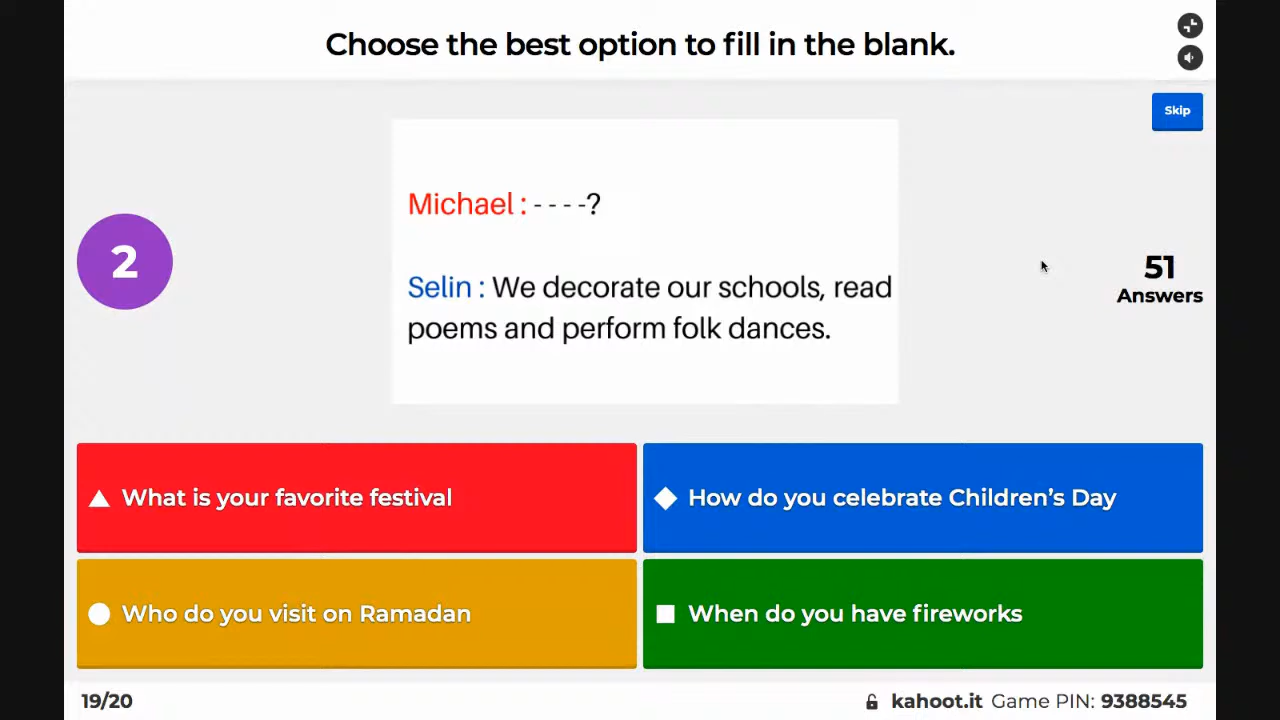 Choose the best option to fill in the blank.
Skip
Michael : - - - -?
2
51
Answers
Selin : We decorate our schools, read
poems and perform folk dances.
What is your favorite festival
How do you celebrate Children's Day
Who do you visit on Ramadan
When do you have fireworks
19/20
kahoot.it Game PIN: 9388545